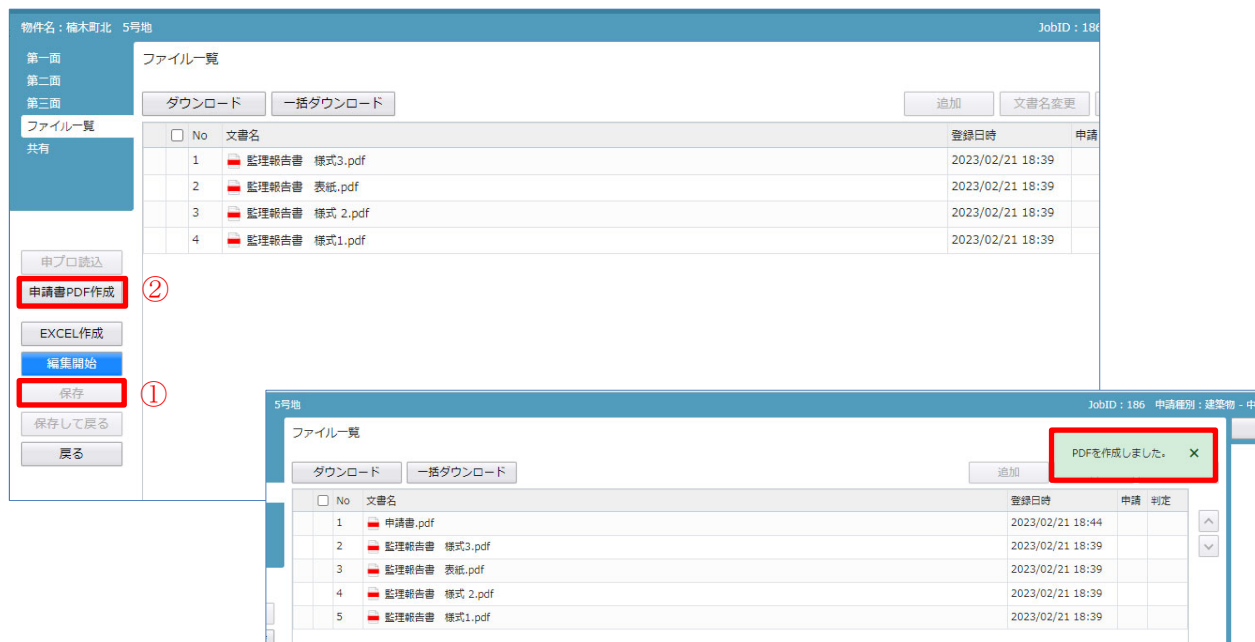 物件名：楠木町北　5号地
JobID：186
第一面
第二面
第三面
ファイル一覧
共有
ファイル一覧
ダウンロード
一括ダウンロード
追加
文書名変更
No 文書名 登録日時 申請
1 監理報告書　様式3.pdf 2023/02/21 18:39
2 監理報告書　表紙.pdf 2023/02/21 18:39
3 監理報告書　様式 2.pdf 2023/02/21 18:39
4 監理報告書　様式1.pdf 2023/02/21 18:39
申プロ読込
申請書PDF作成
②
EXCEL作成
編集開始
保存
①
保存して戻る
戻る
5号地
JobID：186　申請種別：建築物 - 中
ファイル一覧
PDFを作成しました。 ×
ダウンロード
一括ダウンロード
追加
No 文書名 登録日時 申請 判定
1 申請書.pdf 2023/02/21 18:44
2 監理報告書　様式3.pdf 2023/02/21 18:39
3 監理報告書　表紙.pdf 2023/02/21 18:39
4 監理報告書　様式 2.pdf 2023/02/21 18:39
5 監理報告書　様式1.pdf 2023/02/21 18:39